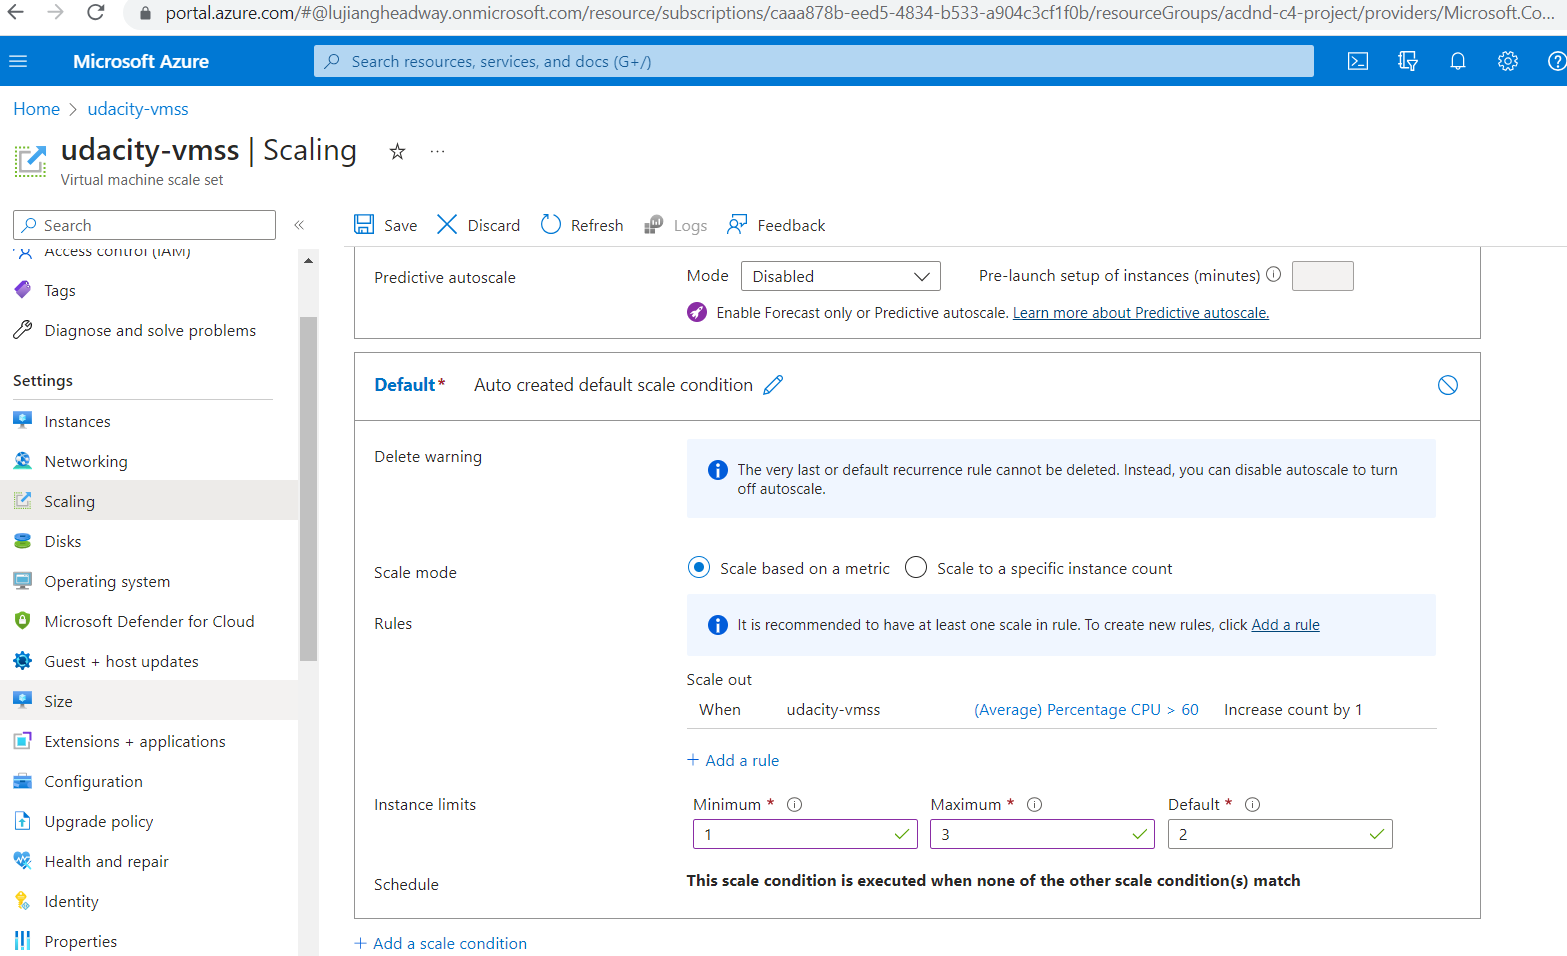 portal.azure.com/#@lujiangheadway.onmicrosoft.com/resource/subscriptions/caaa878b-eed5-4834-b533-a904c3cf1f0b/resourceGroups/acdnd-c4-project/providers/Microsoft.Co...
Microsoft Azure
Search resources, services, and docs (G+/)
Home > udacity-vmss
udacity-vmss | Scaling
Virtual machine scale set
Search
Save
Discard
Refresh
Logs
Feedback
Access control (IAM)
Tags
Diagnose and solve problems
Settings
Instances
Networking
Scaling
Disks
Operating system
Microsoft Defender for Cloud
Guest + host updates
Size
Extensions + applications
Configuration
Upgrade policy
Health and repair
Identity
Properties
Predictive autoscale
Mode Disabled Pre-launch setup of instances (minutes)
Enable Forecast only or Predictive autoscale. Learn more about Predictive autoscale.
Default* Auto created default scale condition
Delete warning
The very last or default recurrence rule cannot be deleted. Instead, you can disable autoscale to turn
off autoscale.
Scale mode
Scale based on a metric Scale to a specific instance count
Rules
It is recommended to have at least one scale in rule. To create new rules, click Add a rule
Scale out
When udacity-vmss (Average) Percentage CPU > 60 Increase count by 1
+ Add a rule
Instance limits
Minimum * Maximum * Default *
1 3 2
Schedule
This scale condition is executed when none of the other scale condition(s) match
+ Add a scale condition